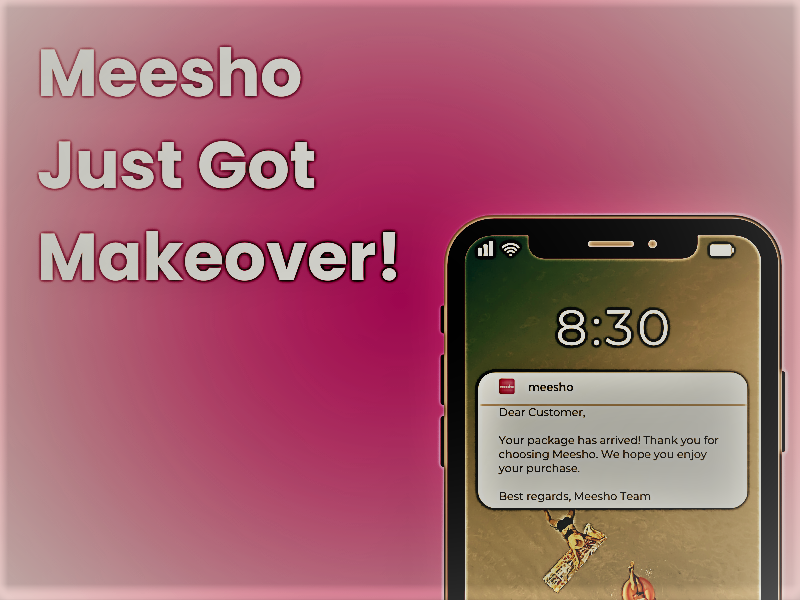 Meesho
Just Got
Makeover!
8:30
meesho
Dear Customer,
Your package has arrived! Thank you for
choosing Meesho. We hope you enjoy
your purchase.
Best regards, Meesho Team